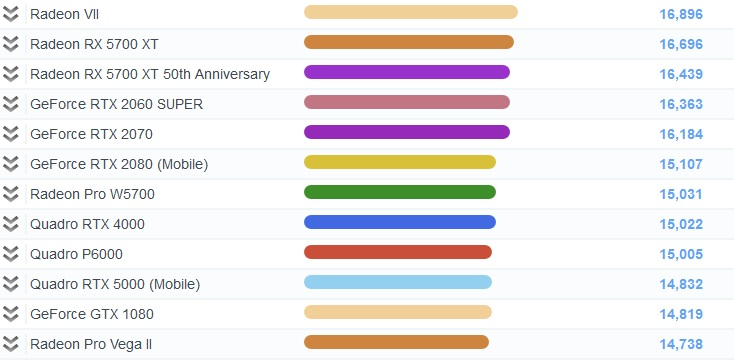 Radeon VII 16,896
Radeon RX 5700 XT 16,696
Radeon RX 5700 XT 50th Anniversary 16,439
GeForce RTX 2060 SUPER 16,363
GeForce RTX 2070 16,184
GeForce RTX 2080 (Mobile) 15,107
Radeon Pro W5700 15,031
Quadro RTX 4000 15,022
Quadro P6000 15,005
Quadro RTX 5000 (Mobile) 14,832
GeForce GTX 1080 14,819
Radeon Pro Vega II 14,738